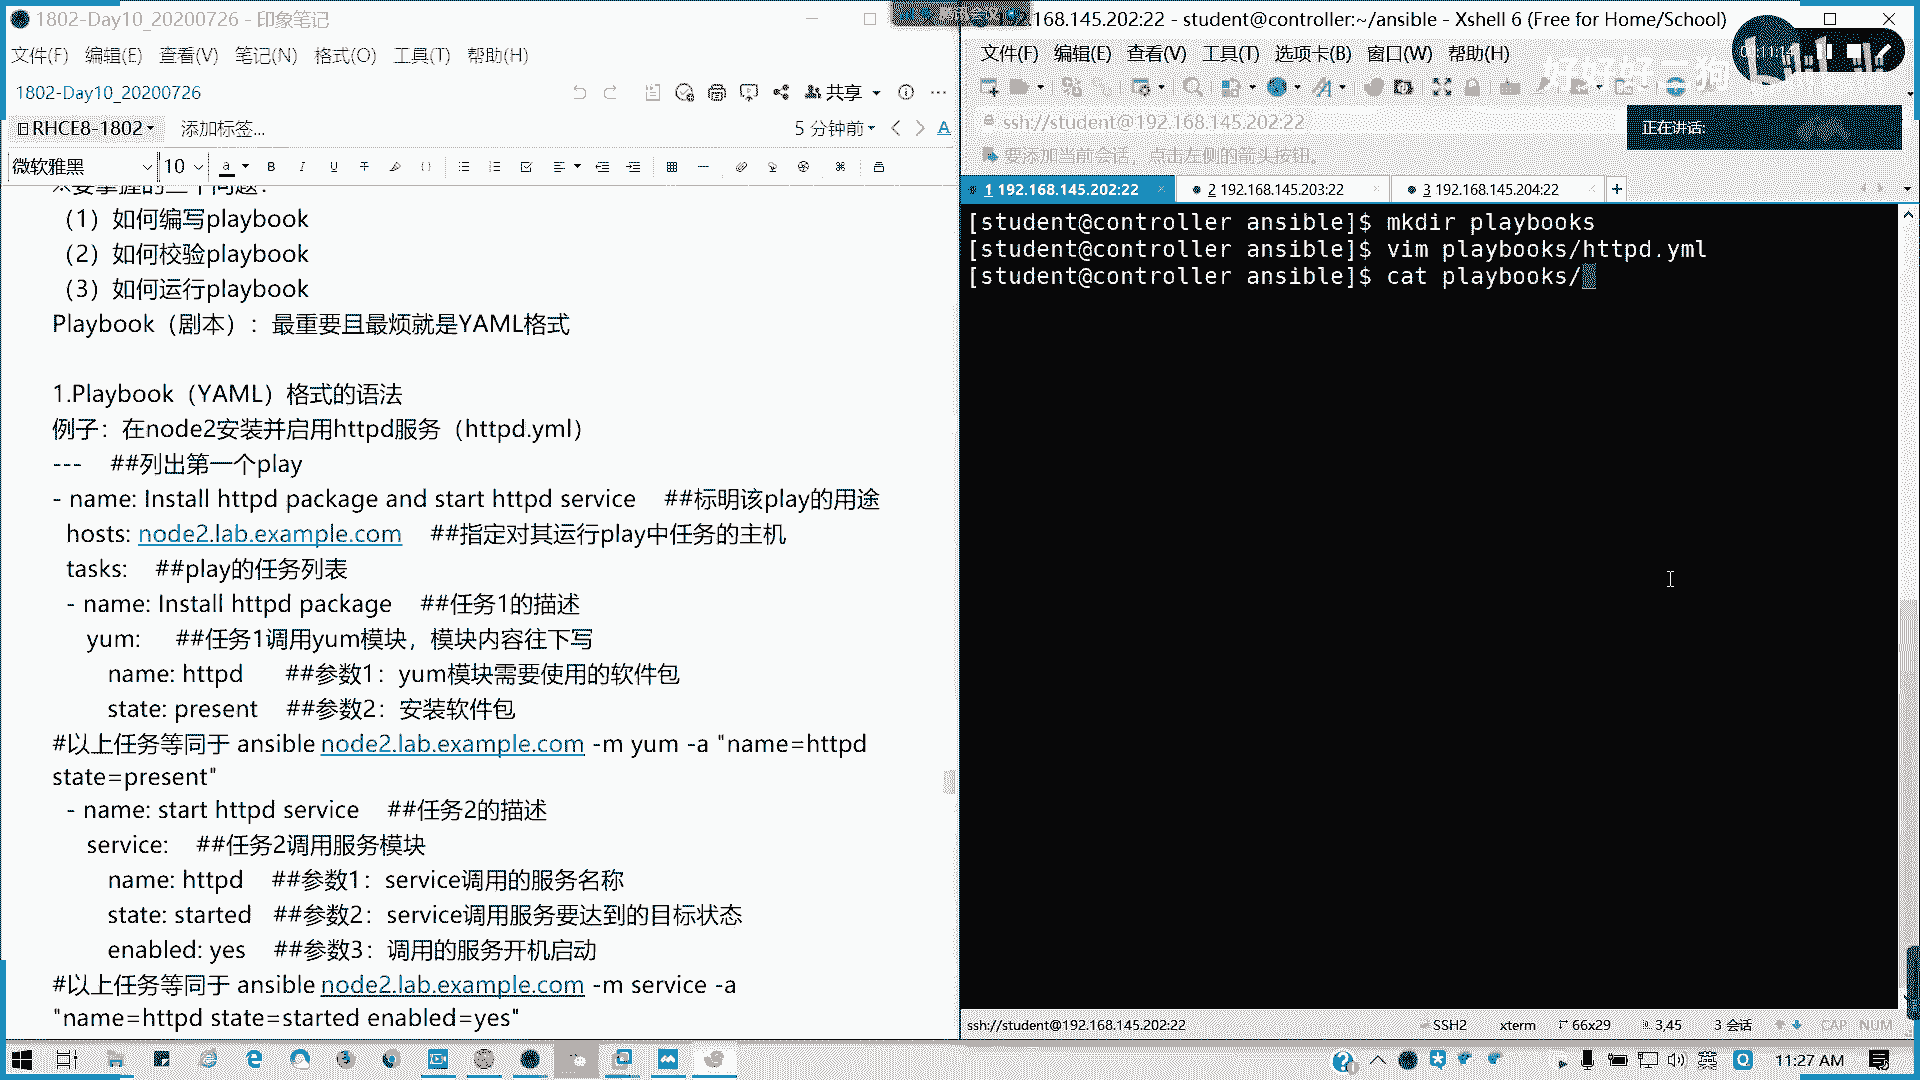 1802-Day10_20200726 - 印象笔记
文件(F) 编辑(E) 查看(V) 笔记(N) 格式(O) 工具(T) 帮助(H)
1802-Day10_20200726
共享
RHCE8-1802 添加标签...
5 分钟前
微软雅黑 10
※要掌握的三个问题：
（1）如何编写playbook
（2）如何校验playbook
（3）如何运行playbook
Playbook（剧本）：最重要且最烦就是YAML格式
1.Playbook（YAML）格式的语法
例子：在node2安装并启用httpd服务（httpd.yml）
--- ##列出第一个play
- name: Install httpd package and start httpd service ##标明该play的用途
hosts: node2.lab.example.com ##指定对其运行play中任务的主机
tasks: ##play的任务列表
- name: Install httpd package ##任务1的描述
yum: ##任务1调用yum模块，模块内容往下写
name: httpd ##参数1：yum模块需要使用的软件包
state: present ##参数2：安装软件包
#以上任务等同于 ansible node2.lab.example.com -m yum -a "name=httpd
state=present"
- name: start httpd service ##任务2的描述
service: ##任务2调用服务模块
name: httpd ##参数1：service调用的服务名称
state: started ##参数2：service调用服务要达到的目标状态
enabled: yes ##参数3：调用的服务开机启动
#以上任务等同于 ansible node2.lab.example.com -m service -a
"name=httpd state=started enabled=yes"
.168.145.202:22 - student@controller:~/ansible - Xshell 6 (Free for Home/School)
文件(F) 编辑(E) 查看(V) 工具(T) 选项卡(B) 窗口(W) 帮助(H)
好好好二狗
ssh://student@192.168.145.202:22
正在讲话:
要添加当前会话，点击左侧的箭头按钮。
1 192.168.145.202:22 2 192.168.145.203:22 3 192.168.145.204:22
[student@controller ansible]$ mkdir playbooks
[student@controller ansible]$ vim playbooks/httpd.yml
[student@controller ansible]$ cat playbooks/
ssh://student@192.168.145.202:22 SSH2 xterm 66x29 3,45 3 会话 CAP NUM
英 11:27 AM